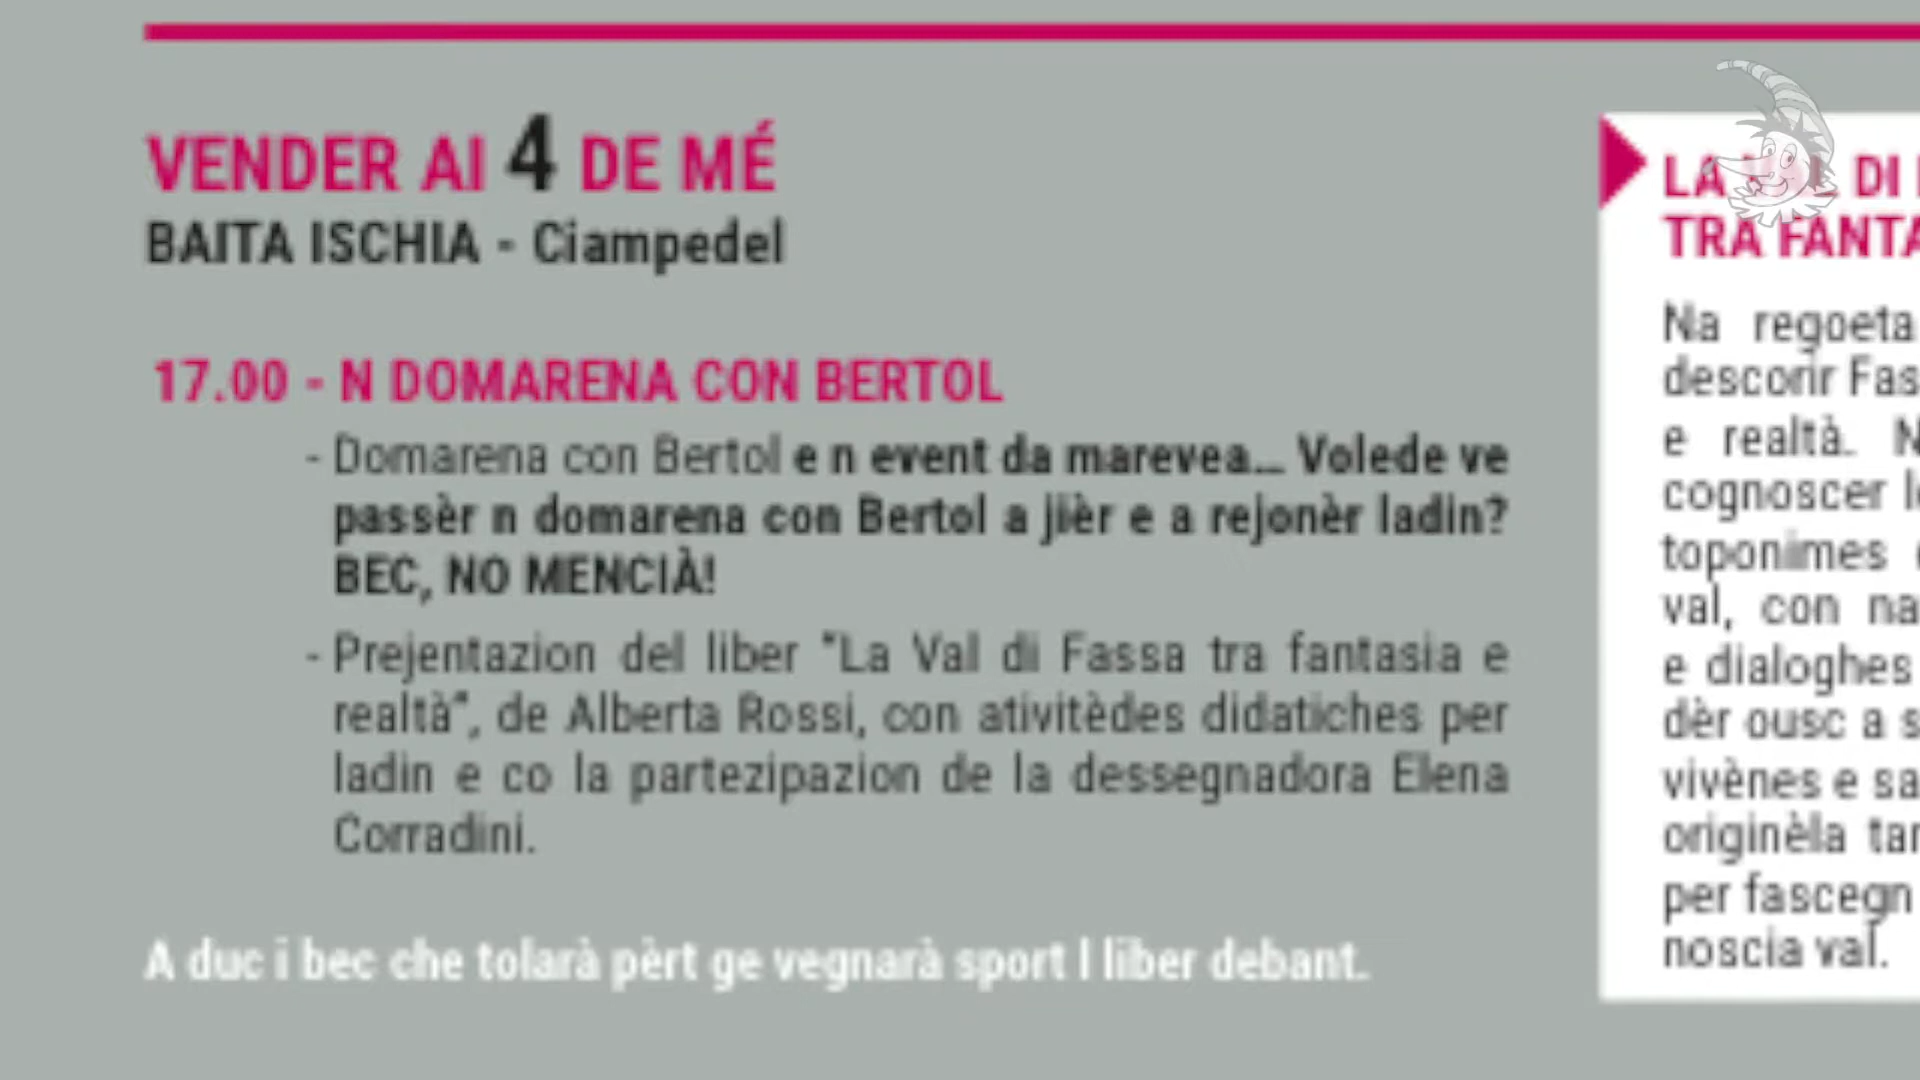 VENDER AI 4 DE MÉ
BAITA ISCHIA - Ciampedel
17.00 - N DOMARENA CON BERTOL
- Domarena con Bertol e n event da marevea... Volede ve
passèr n domarena con Bertol a jièr e a rejonèr ladin?
BEC, NO MENCIÀ!
- Prejentazion del liber "La Val di Fassa tra fantasia e
realtà", de Alberta Rossi, con ativitèdes didatiches per
ladin e co la partezipazion de la dessegnadora Elena
Corradini.
A duc i bec che tolarà pèrt ge vegnarà sport l liber debant.
LA VAL DI
TRA FANTA
Na regoeta
descorir Fas
e realtà. N
cognoscer l
toponimes
val, con na
e dialoghes
dèr ousc a s
vivènes e sa
originèla tan
per fascegn
noscia val.